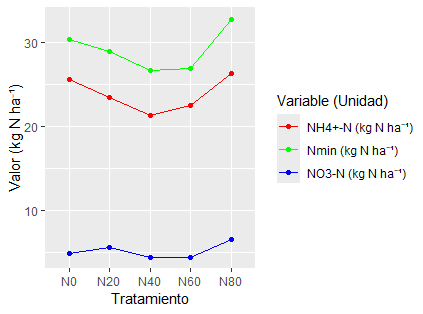 Valor (kg N ha⁻¹)
30
20
10
N0 N20 N40 N60 N80
Tratamiento
Variable (Unidad)
NH4+-N (kg N ha⁻¹)
Nmin (kg N ha⁻¹)
NO3-N (kg N ha⁻¹)